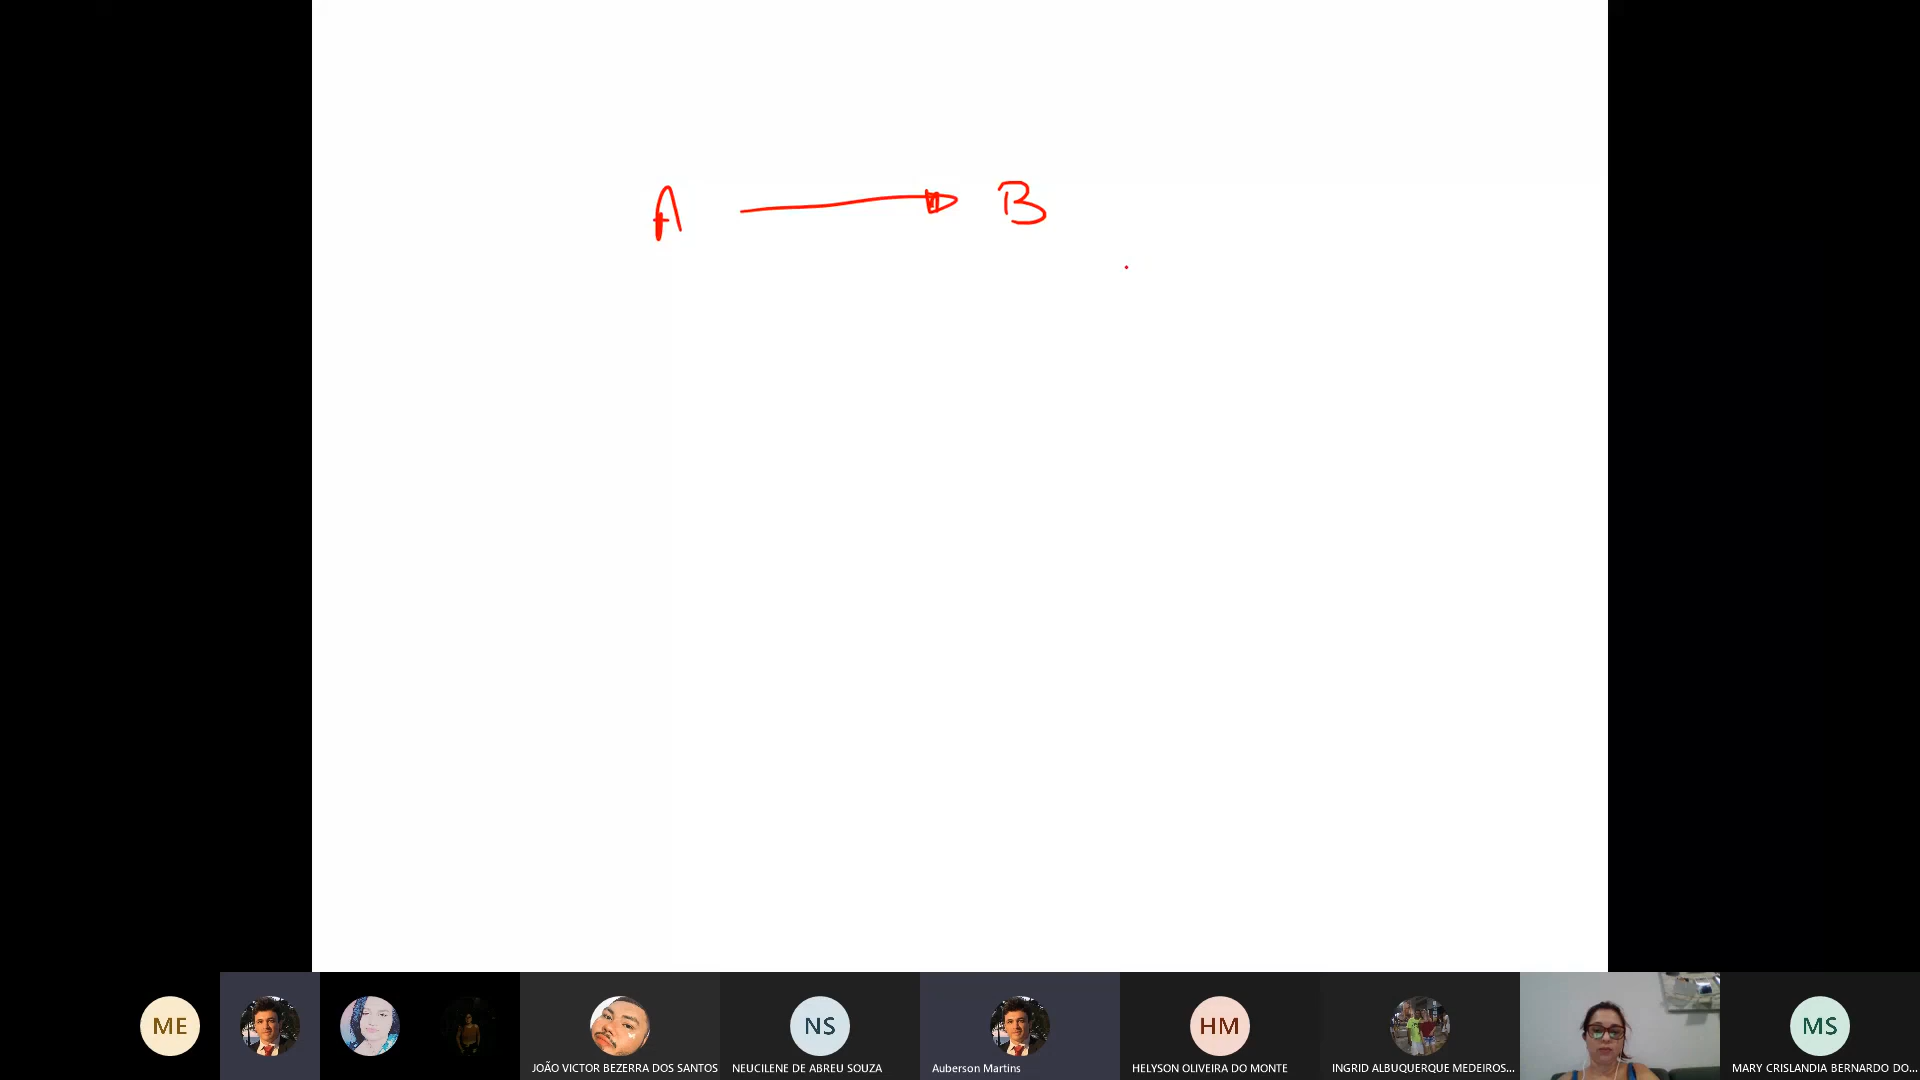 A B
ME
JOÃO VICTOR BEZERRA DOS SANTOS
NS
NEUCILENE DE ABREU SOUZA
Auberson Martins
HM
HELYSON OLIVEIRA DO MONTE
INGRID ALBUQUERQUE MEDEIROS...
MS
MARY CRISLANDIA BERNARDO DO...